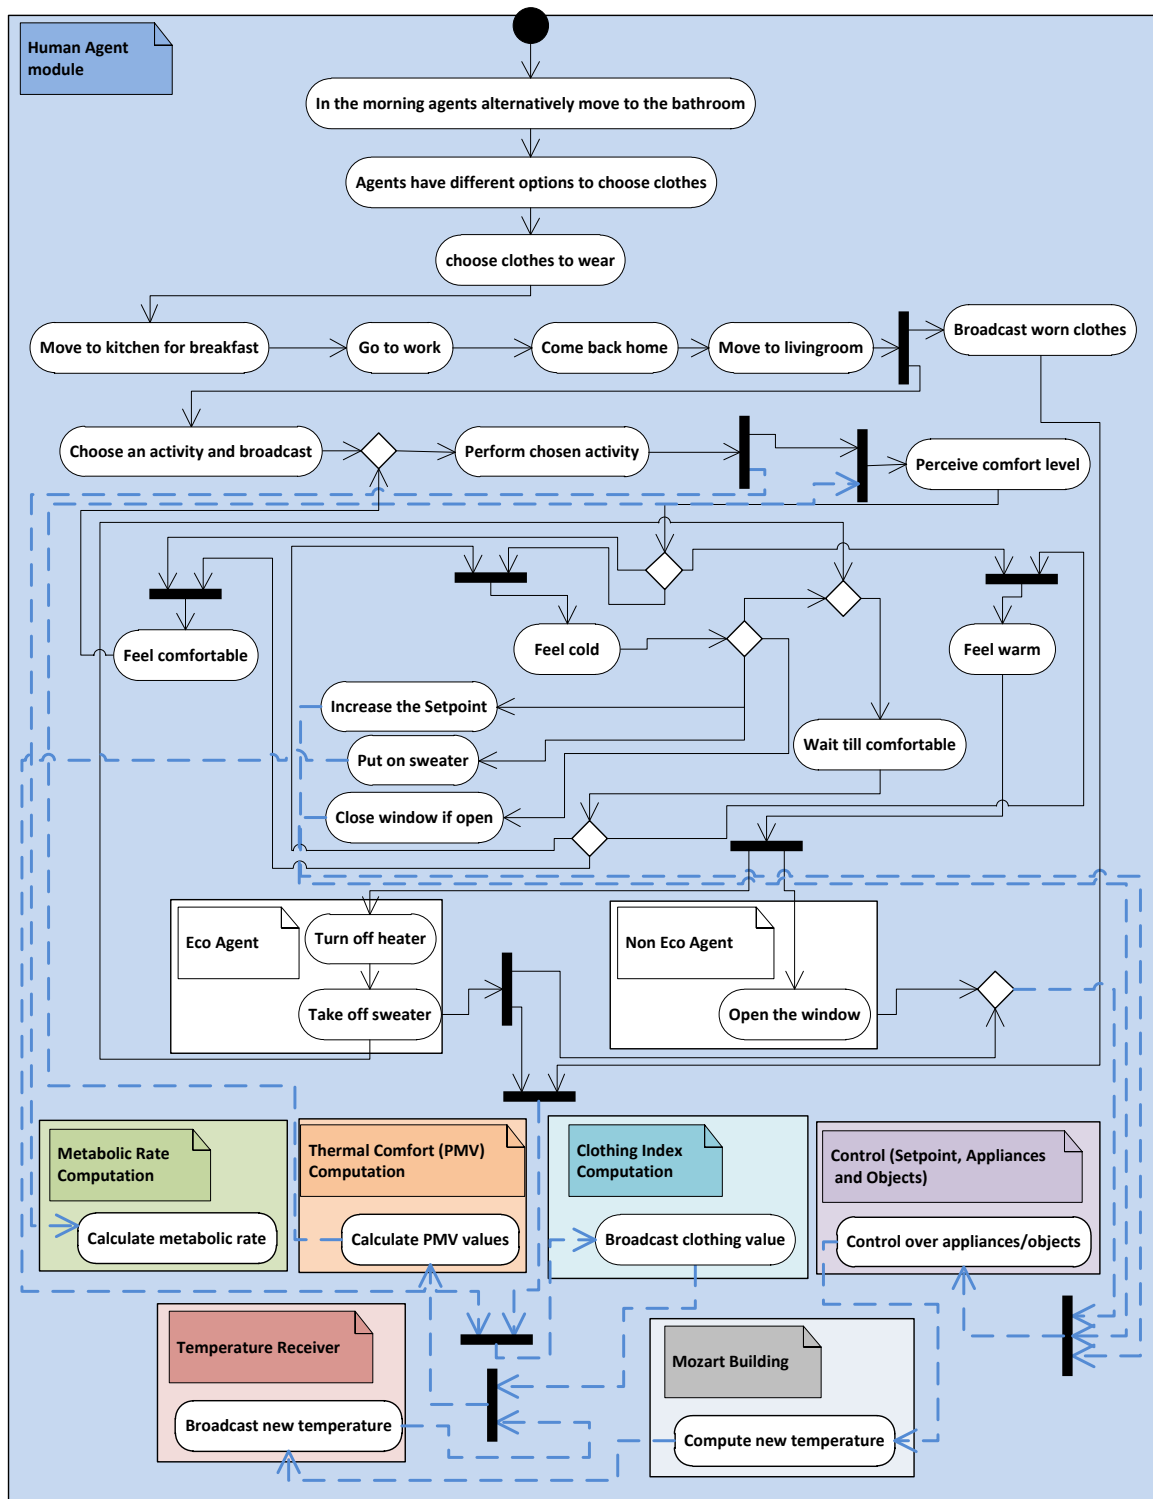 Human Agent
module
In the morning agents alternatively move to the bathroom
Agents have different options to choose clothes
choose clothes to wear
Move to kitchen for breakfast
Go to work
Come back home
Move to livingroom
Broadcast worn clothes
Choose an activity and broadcast
Perform chosen activity
Perceive comfort level
Feel comfortable
Feel cold
Feel warm
Increase the Setpoint
Put on sweater
Wait till comfortable
Close window if open
Eco Agent
Turn off heater
Take off sweater
Non Eco Agent
Open the window
Metabolic Rate
Computation
Calculate metabolic rate
Thermal Comfort (PMV)
Computation
Calculate PMV values
Clothing Index
Computation
Broadcast clothing value
Control (Setpoint, Appliances
and Objects)
Control over appliances/objects
Temperature Receiver
Broadcast new temperature
Mozart Building
Compute new temperature